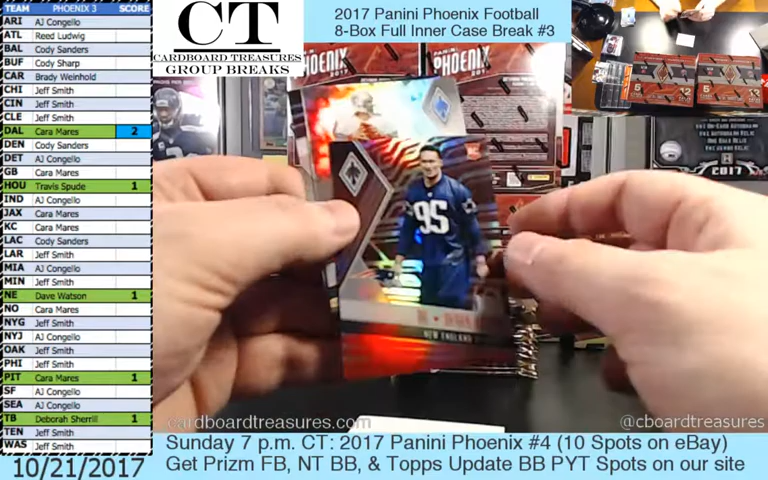 TEAM PHOENIX 3 SCORE
ARI AJ Congello
ATL Reed Ludwig
BAL Cody Sanders
BUF Cody Sharp
CAR Brady Weinhold
CHI Jeff Smith
CIN Jeff Smith
CLE Jeff Smith
DAL Cara Mares 2
DEN Cody Sanders
DET AJ Congello
GB Cara Mares
HOU Travis Spude 1
IND AJ Congello
JAX Cara Mares
KC Cara Mares
LAC Cody Sanders
LAR Jeff Smith
MIA AJ Congello
MIN Jeff Smith
NE Dave Watson 1
NO Cara Mares
NYG Jeff Smith
NYJ AJ Congello
OAK Jeff Smith
PHI Jeff Smith
PIT Cara Mares 1
SF AJ Congello
SEA AJ Congello
TB Deborah Sherrill 1
TEN Jeff Smith
WAS Jeff Smith
10/21/2017
CT
CARDBOARD TREASURES
GROUP BREAKS
2017 Panini Phoenix Football
8-Box Full Inner Case Break #3
PHOENIX
2017
PANINI
PHOENIX
2017
95
NEW ENGLAND
2017
cardboardtreasures.com
@cboardtreasures
Sunday 7 p.m. CT: 2017 Panini Phoenix #4 (10 Spots on eBay)
Get Prizm FB, NT BB, & Topps Update BB PYT Spots on our site